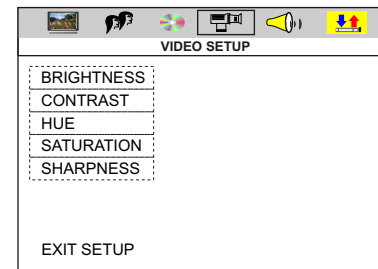 VIDEO SETUP
BRIGHTNESS
CONTRAST
HUE
SATURATION
SHARPNESS
EXIT SETUP